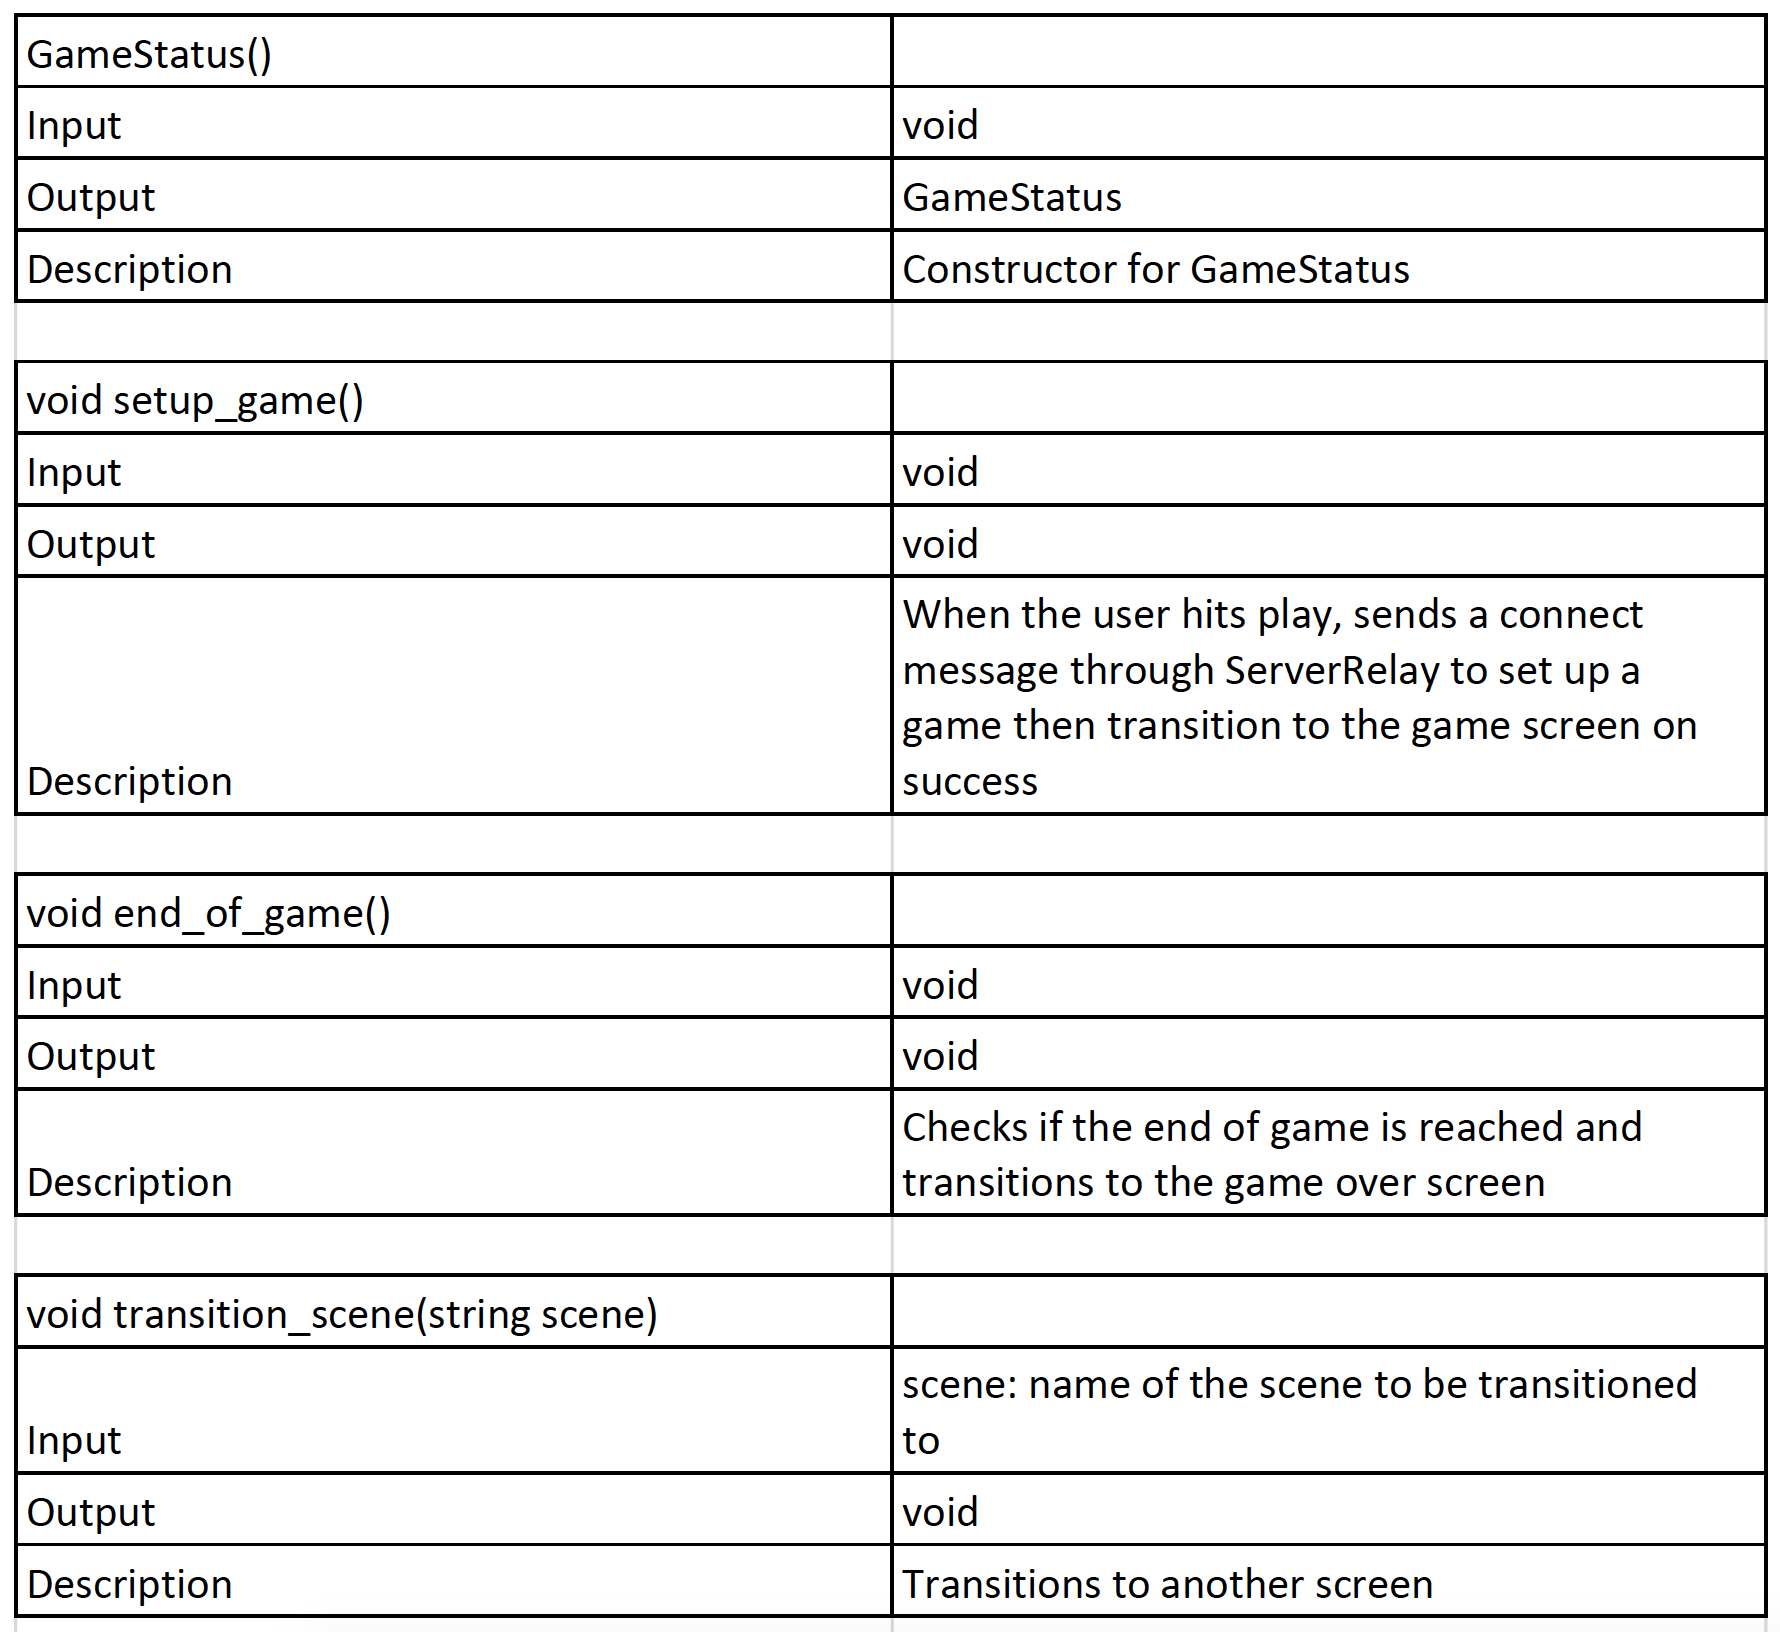 GameStatus()
Input void
Output GameStatus
Description Constructor for GameStatus
void setup_game()
Input void
Output void
When the user hits play, sends a connect
message through ServerRelay to set up a
game then transition to the game screen on
Description success
void end_of_game()
Input void
Output void
Checks if the end of game is reached and
Description transitions to the game over screen
void transition_scene(string scene)
scene: name of the scene to be transitioned
Input to
Output void
Description Transitions to another screen